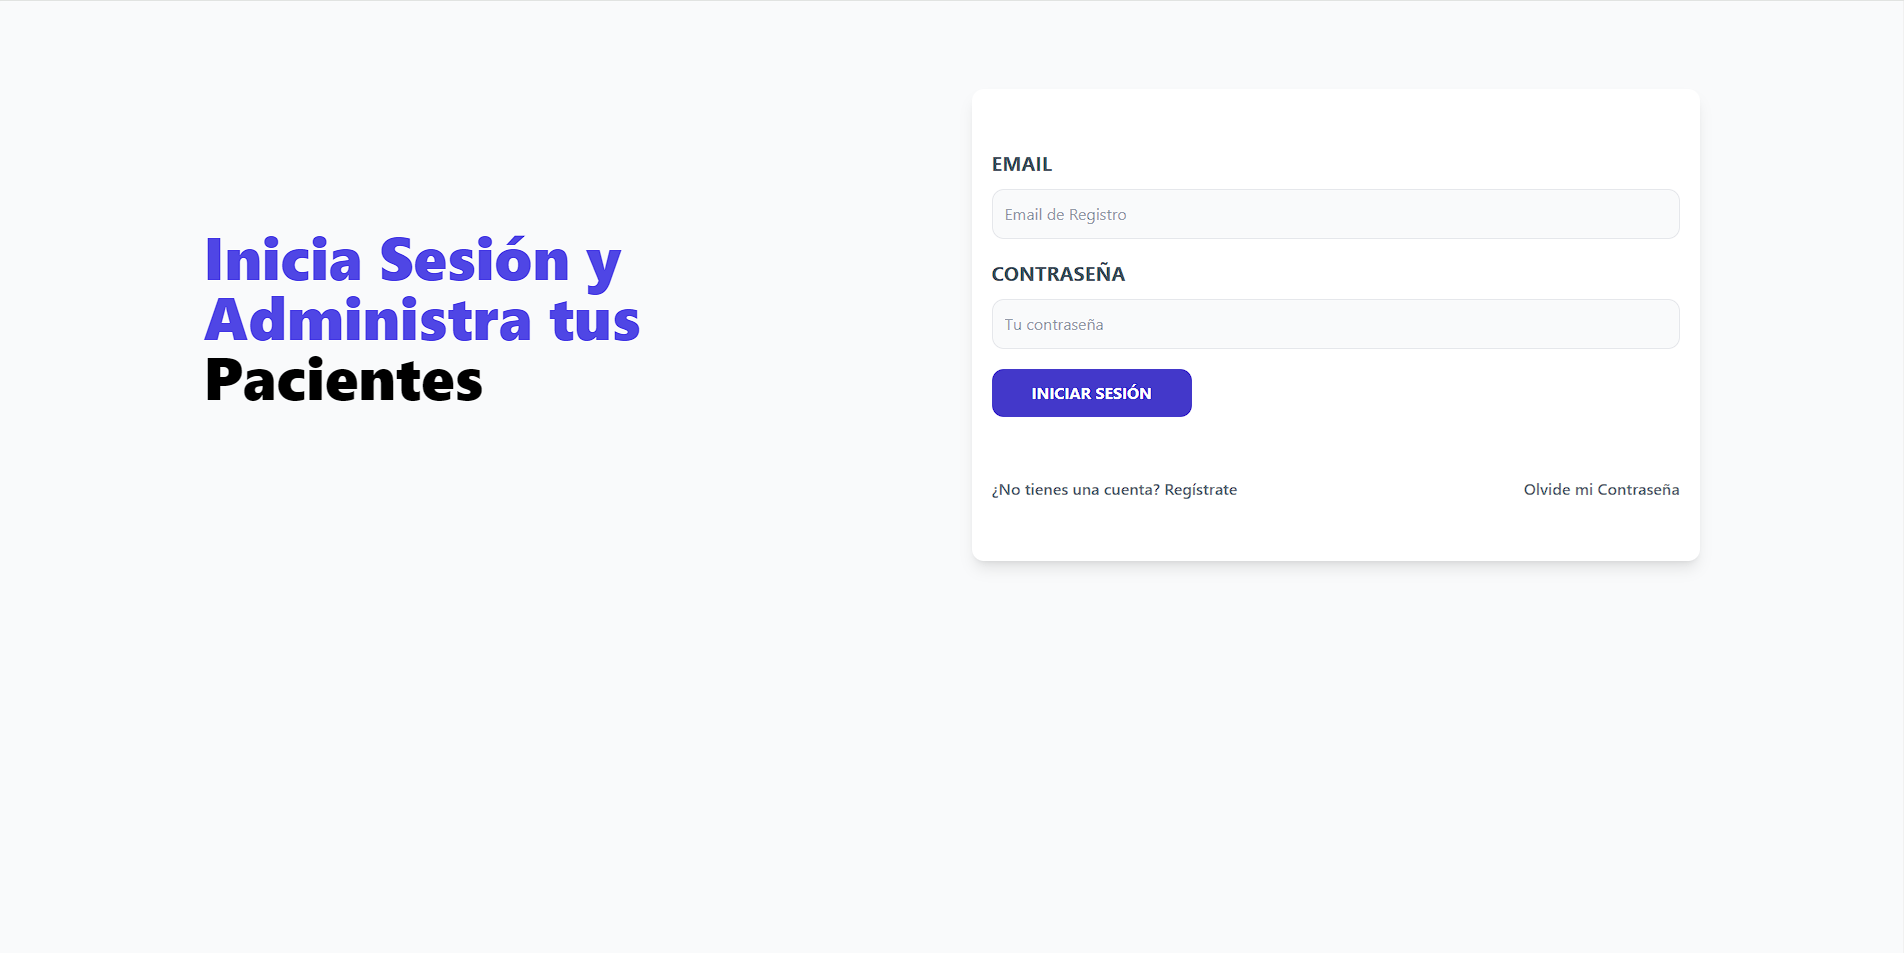 Inicia Sesión y
Administra tus
Pacientes
EMAIL
Email de Registro
CONTRASEÑA
Tu contraseña
INICIAR SESIÓN
¿No tienes una cuenta? Regístrate
Olvide mi Contraseña